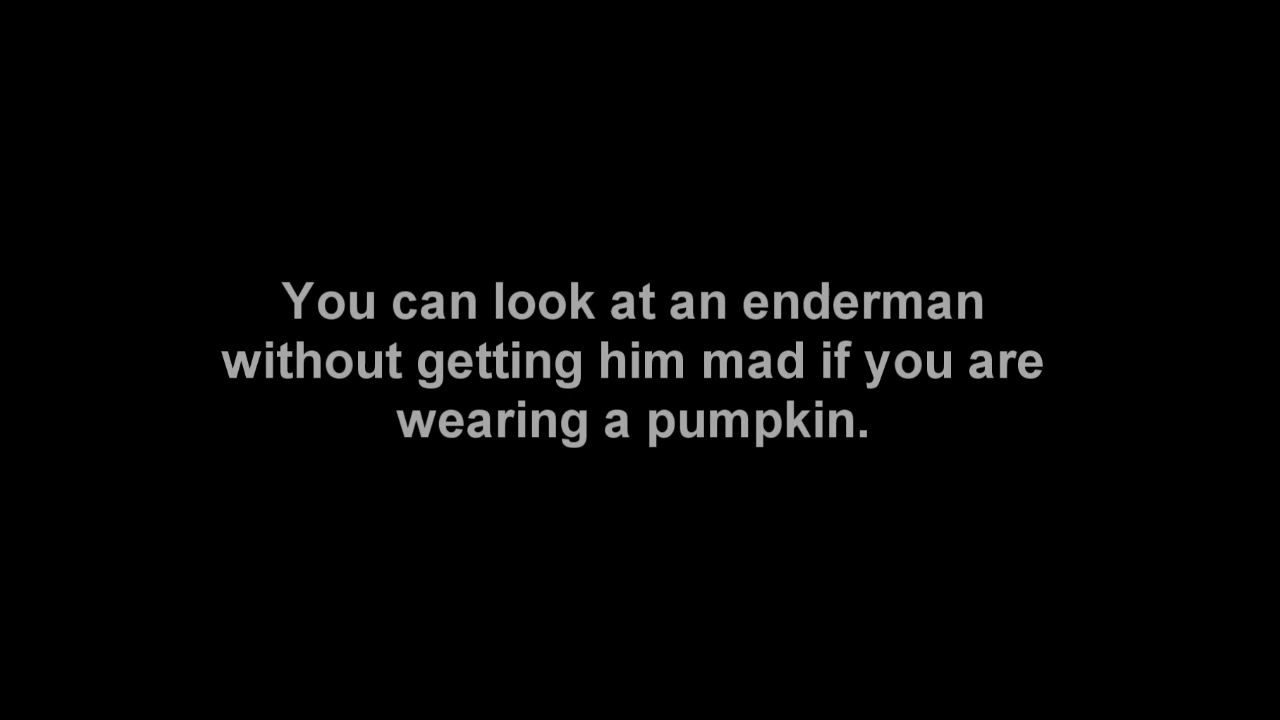 You can look at an enderman
without getting him mad if you are
wearing a pumpkin.